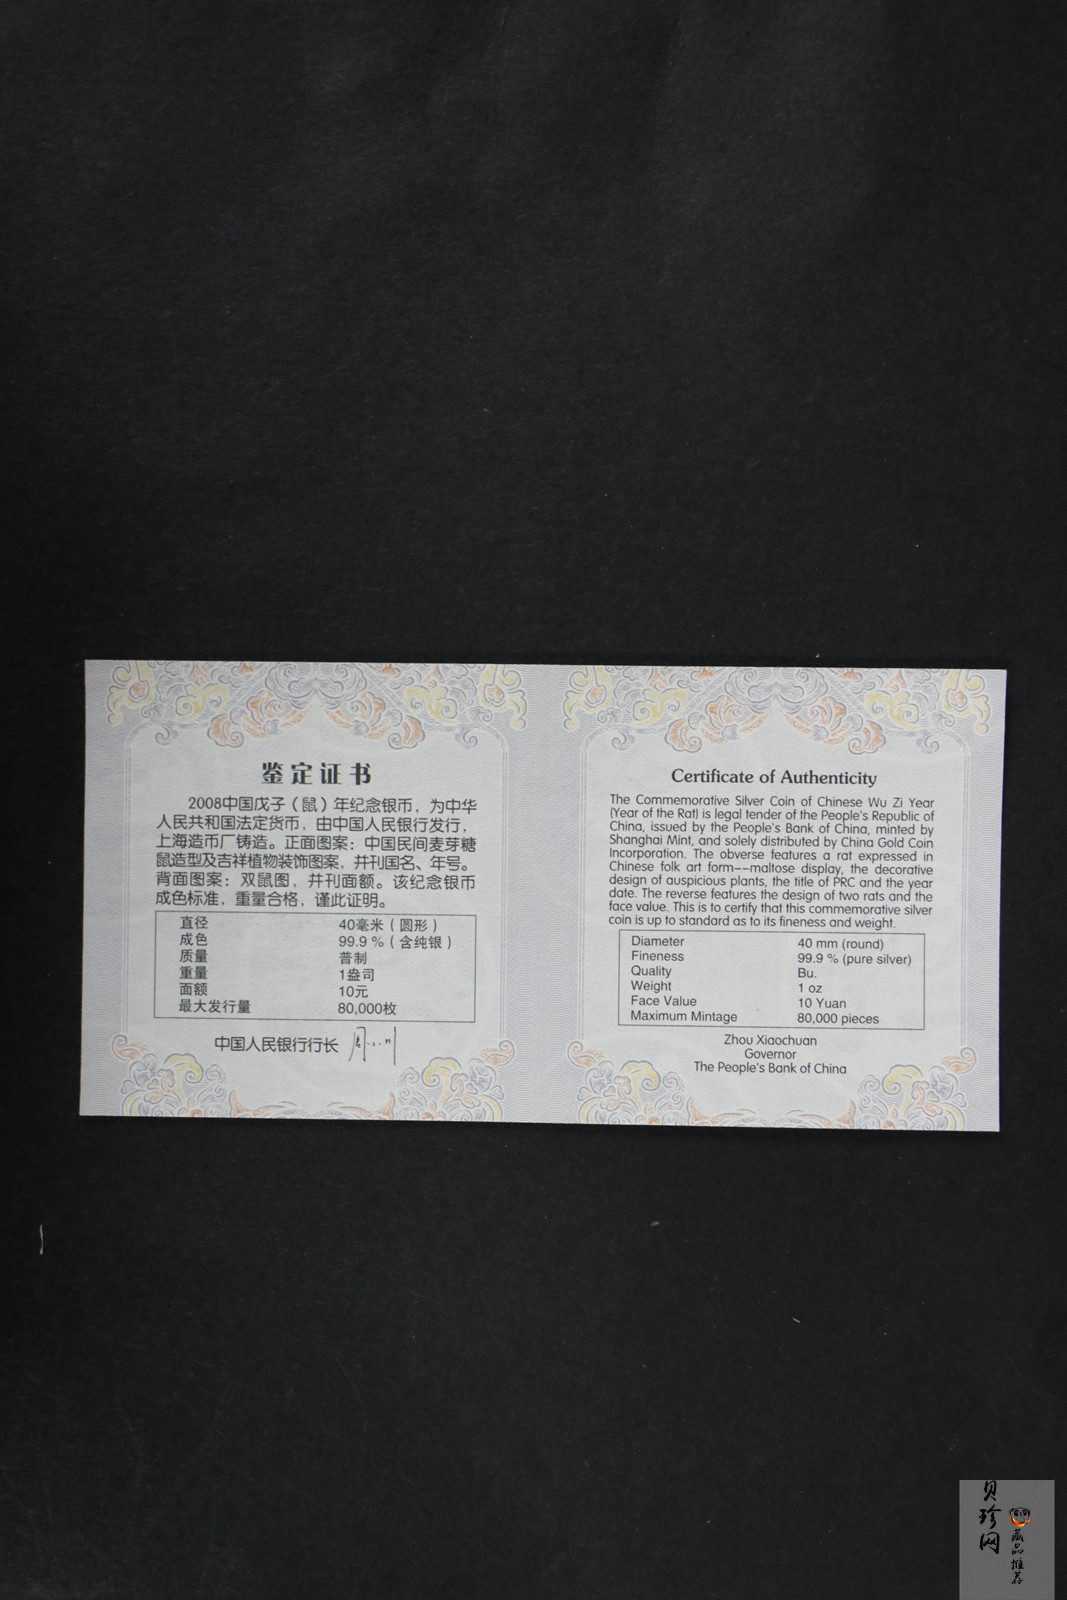 鉴定证书
2008中国戊子（鼠）年纪念银币，为中华
人民共和国法定货币，由中国人民银行发行，
上海造币厂铸造。正面图案：中国民间麦芽糖
鼠造型及吉祥植物装饰图案，并刊国名、年号。
背面图案：双鼠图，并刊面额。该纪念银币
成色标准，重量合格，谨此证明。
直径 40毫米（圆形）
成色 99.9％（含纯银）
质量 普制
重量 1盎司
面额 10元
最大发行量 80,000枚
中国人民银行行长
Certificate of Authenticity
The Commemorative Silver Coin of Chinese Wu Zi Year
(Year of the Rat) is legal tender of the People's Republic of
China, issued by the People's Bank of China, minted by
Shanghai Mint, and solely distributed by China Gold Coin
Incorporation. The obverse features a rat expressed in
Chinese folk art form--maltose display, the decorative
design of auspicious plants, the title of PRC and the year
date. The reverse features the design of two rats and the
face value. This is to certify that this commemorative silver
coin is up to standard as to its fineness and weight.
Diameter 40 mm (round)
Fineness 99.9 % (pure silver)
Quality Bu.
Weight 1 oz
Face Value 10 Yuan
Maximum Mintage 80,000 pieces
Zhou Xiaochuan
Governor
The People's Bank of China
贝珍网
藏品推荐